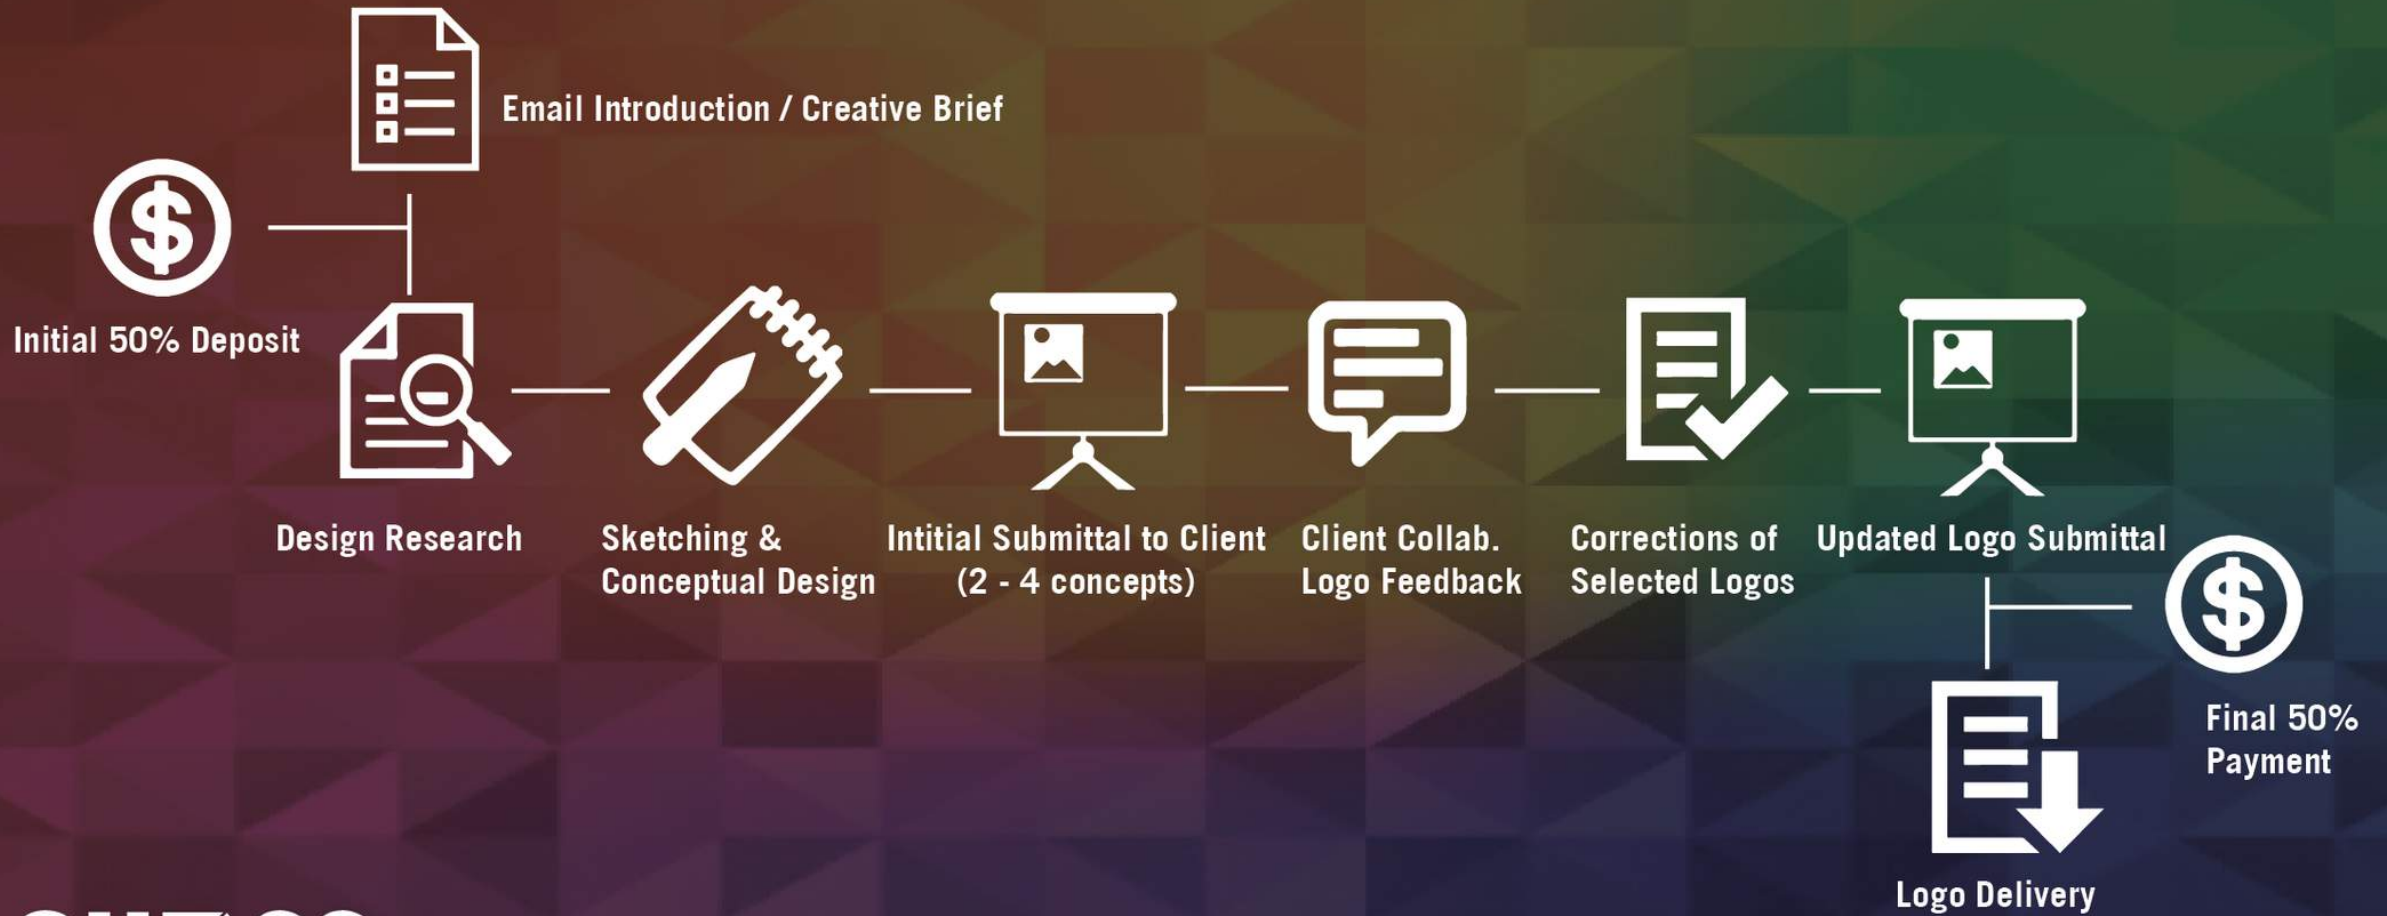 Email Introduction / Creative Brief
Initial 50% Deposit
Design Research
Sketching &
Conceptual Design
Intitial Submittal to Client
(2 - 4 concepts)
Client Collab.
Logo Feedback
Corrections of
Selected Logos
Updated Logo Submittal
Final 50%
Payment
Logo Delivery